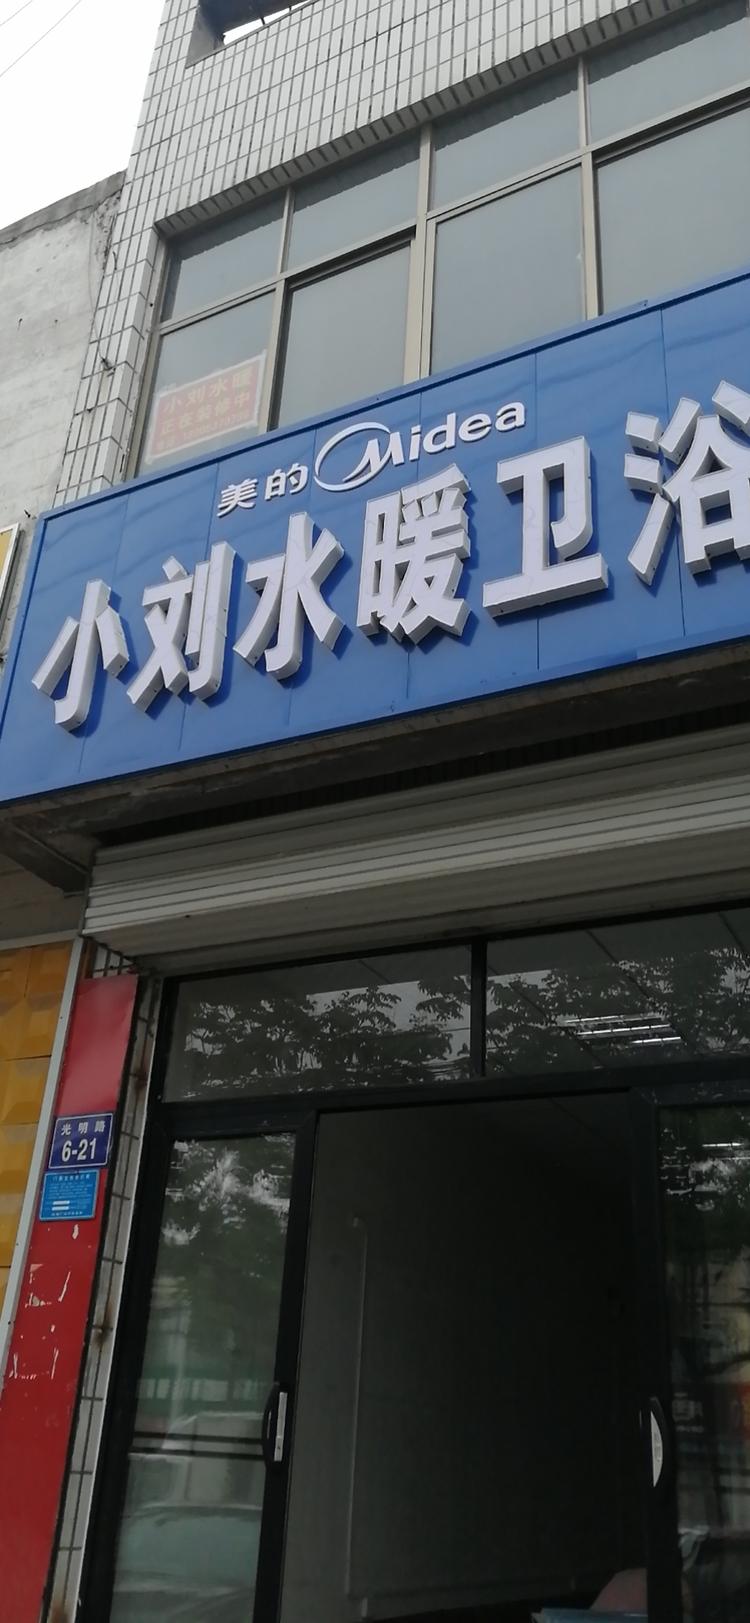 小刘水暖
正在装修中
美的 Midea
小刘水暖卫浴
光明路
6-21